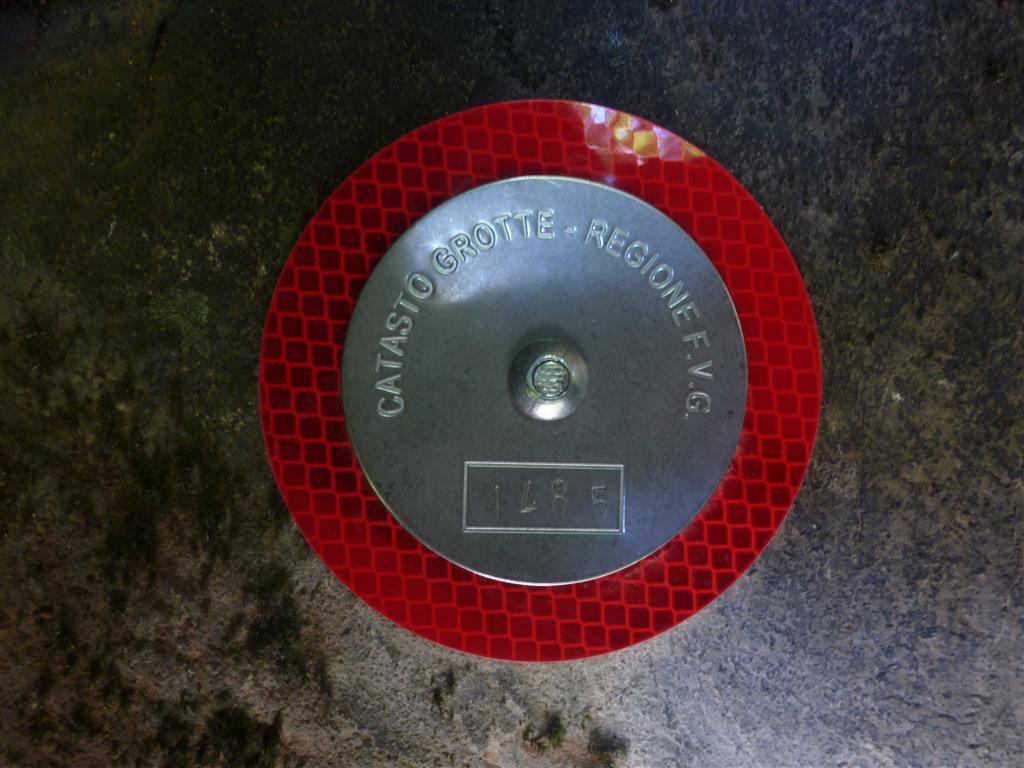 CATASTO GROTTE - REGIONE F.V.G.
1485